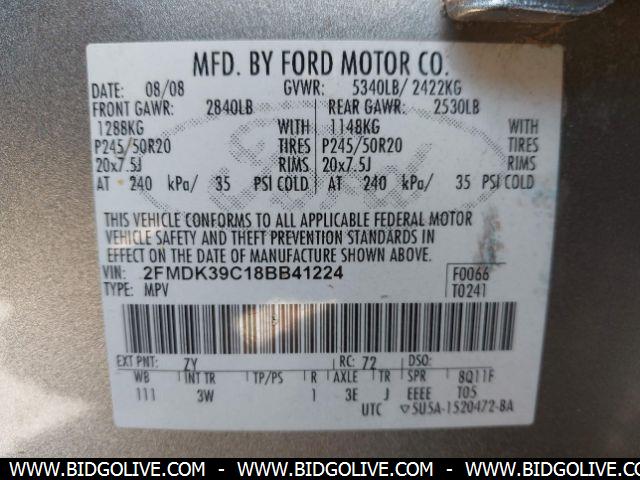 MFD. BY FORD MOTOR CO.
DATE: 08/08 GVWR: 5340LB/ 2422KG
FRONT GAWR: 2840LB REAR GAWR: 2530LB
1288KG WITH 1148KG WITH
P245/50R20 TIRES P245/50R20 TIRES
20x7.5J RIMS 20x7.5J RIMS
AT 240 kPa/ 35 PSI COLD AT 240 kPa/ 35 PSI COLD
THIS VEHICLE CONFORMS TO ALL APPLICABLE FEDERAL MOTOR
VEHICLE SAFETY AND THEFT PREVENTION STANDARDS IN
EFFECT ON THE DATE OF MANUFACTURE SHOWN ABOVE.
VIN: 2FMDK39C18BB41224 F0066
TYPE: MPV T0241
EXT PNT: ZY RC: 72 DSO:
WB INT TR TP/PS R AXLE TR SPR 8Q11F
111 3W 1 3E J EEEE T05
UTC ▽5U5A-1520472-BA
WWW.BIDGOLIVE.COM - WWW.BIDGOLIVE.COM - WWW.BIDGOLIVE.COM